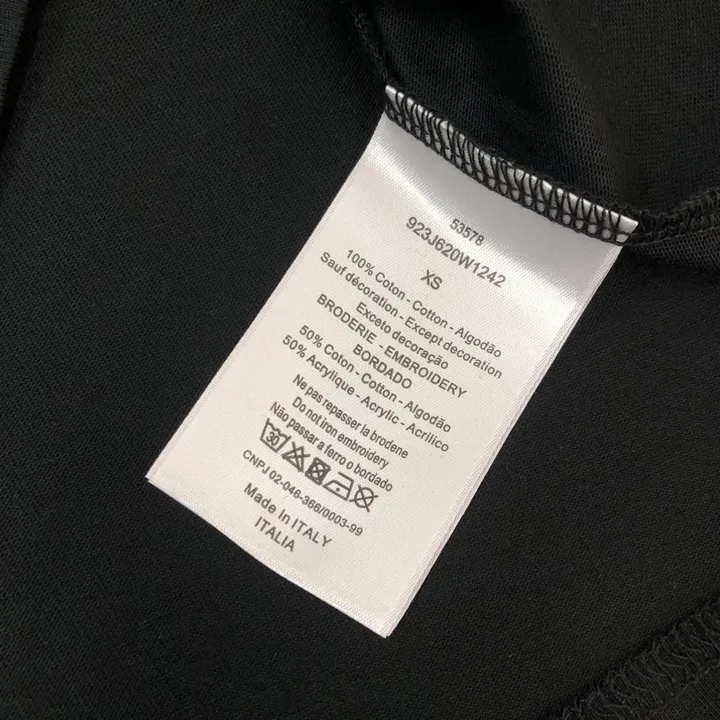 53578
923J620W1242
XS
100% Coton - Cotton - Algodão
Sauf décoration - Except decoration
Exceto decoração
BRODERIE - EMBROIDERY
BORDADO
50% Coton - Cotton - Algodão
50% Acrylique - Acrylic - Acrilico
Ne pas repasser la broderie
Do not iron embroidery
Não passar a ferro o bordado
30
CNPJ 02-046-366/0003-99
Made In ITALY
ITALIA